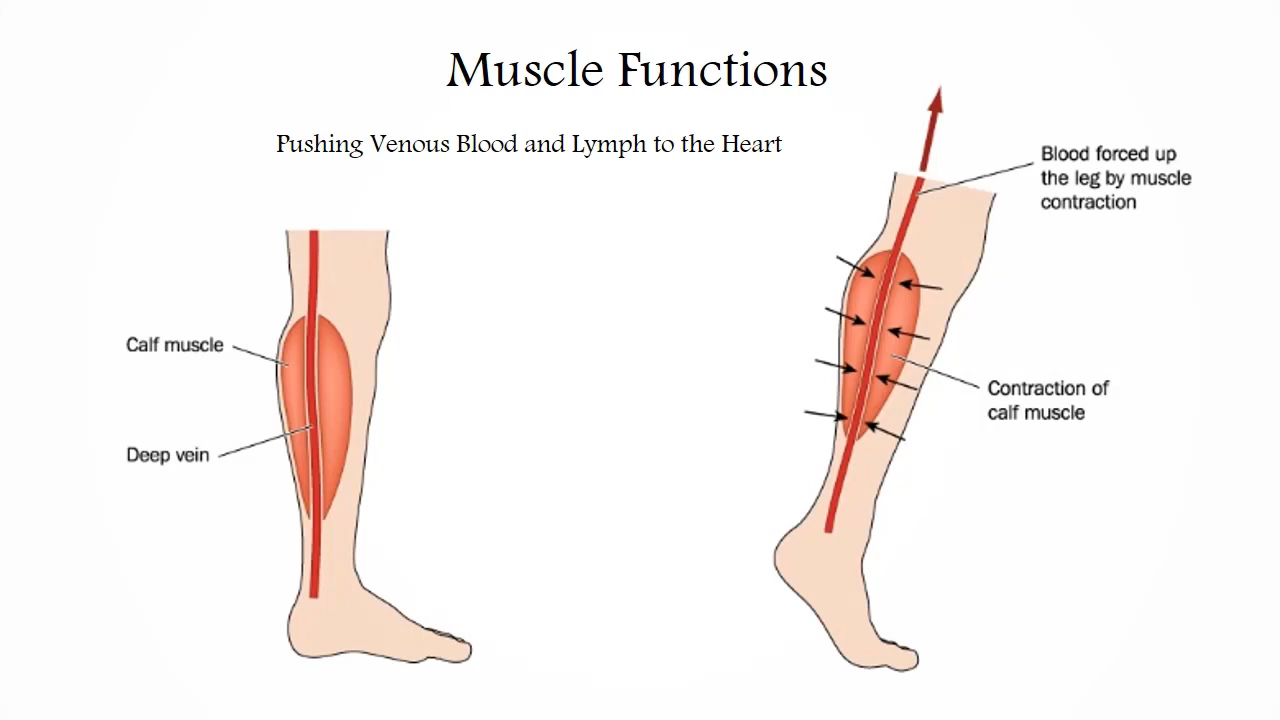 Muscle Functions
Pushing Venous Blood and Lymph to the Heart
Blood forced up
the leg by muscle
contraction
Calf muscle
Deep vein
Contraction of
calf muscle